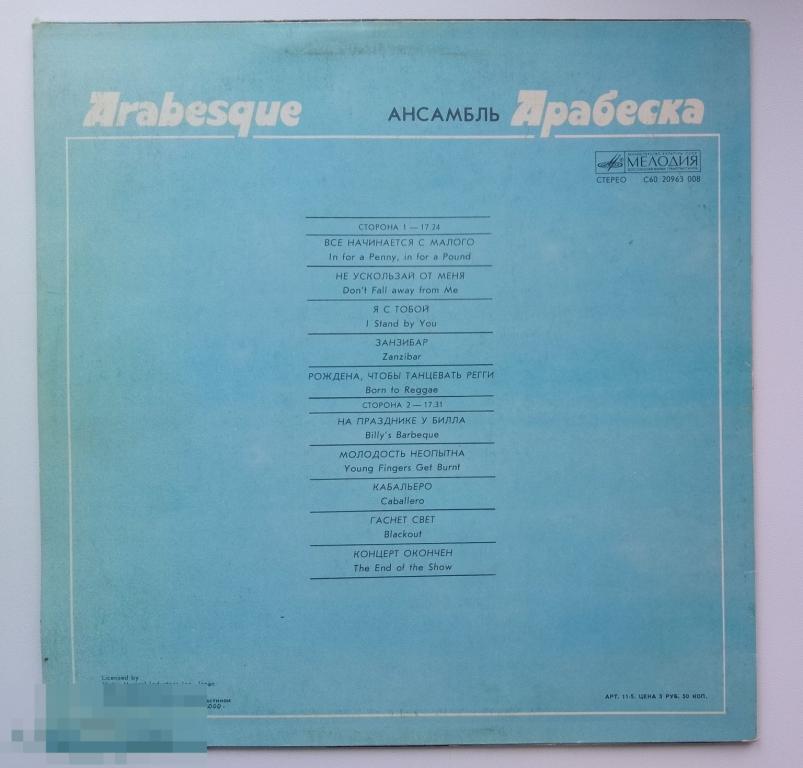 Arabesque АНСАМБЛЬ Арабеска
МЕЛОДИЯ
СТЕРЕО С60 20963 008
СТОРОНА 1 — 17.24
ВСЕ НАЧИНАЕТСЯ С МАЛОГО
In for a Penny, in for a Pound
НЕ УСКОЛЬЗАЙ ОТ МЕНЯ
Don't Fall away from Me
Я С ТОБОЙ
I Stand by You
ЗАНЗИБАР
Zanzibar
РОЖДЕНА, ЧТОБЫ ТАНЦЕВАТЬ РЕГГИ
Born to Reggae
СТОРОНА 2 — 17.31
НА ПРАЗДНИКЕ У БИЛЛА
Billy's Barbeque
МОЛОДОСТЬ НЕОПЫТНА
Young Fingers Get Burnt
КАБАЛЬЕРО
Caballero
ГАСНЕТ СВЕТ
Blackout
КОНЦЕРТ ОКОНЧЕН
The End of the Show
Licensed by
АРТ. 11-5. ЦЕНА 3 РУБ. 50 КОП.